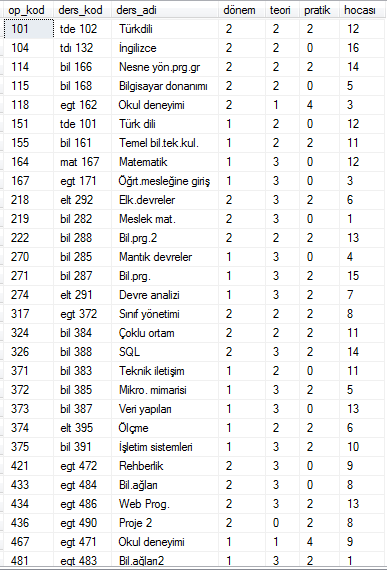 op_kod ders_kod ders_adi dönem teori pratik hocası
101 tde 102 Türkdili 2 2 2 12
104 tdi 132 İngilizce 2 2 0 16
114 bil 166 Nesne yön.prg.gr 2 2 2 14
115 bil 168 Bilgisayar donanımı 2 2 0 5
118 egt 162 Okul deneyimi 2 1 4 3
151 tde 101 Türk dili 1 2 0 12
155 bil 161 Temel bil.tek.kul. 1 2 2 11
164 mat 167 Matematik 1 3 0 12
167 egt 171 Öğrt.mesleğine giriş 1 3 0 3
218 elt 292 Elk.devreler 2 3 2 6
219 bil 282 Meslek mat. 2 3 0 1
222 bil 288 Bil.prg.2 2 2 2 13
270 bil 285 Mantık devreler 1 3 0 4
271 bil 287 Bil.prg. 1 3 2 15
274 elt 291 Devre analizi 1 3 2 7
317 egt 372 Sınıf yönetimi 2 2 2 8
324 bil 384 Çoklu ortam 2 2 2 11
326 bil 388 SQL 2 3 2 14
371 bil 383 Teknik iletişim 1 2 0 11
372 bil 385 Mikro. mimarisi 1 3 2 5
373 bil 387 Veri yapıları 1 3 0 13
374 elt 395 Ölçme 1 2 2 6
375 bil 391 İşletim sistemleri 1 3 2 10
421 egt 472 Rehberlik 2 3 0 9
433 egt 484 Bil.ağları 2 3 0 8
434 egt 486 Web Prog. 2 3 2 13
436 egt 490 Proje 2 2 0 2 8
467 egt 471 Okul deneyimi 1 1 4 9
481 egt 483 Bil.ağları2 1 3 2 1